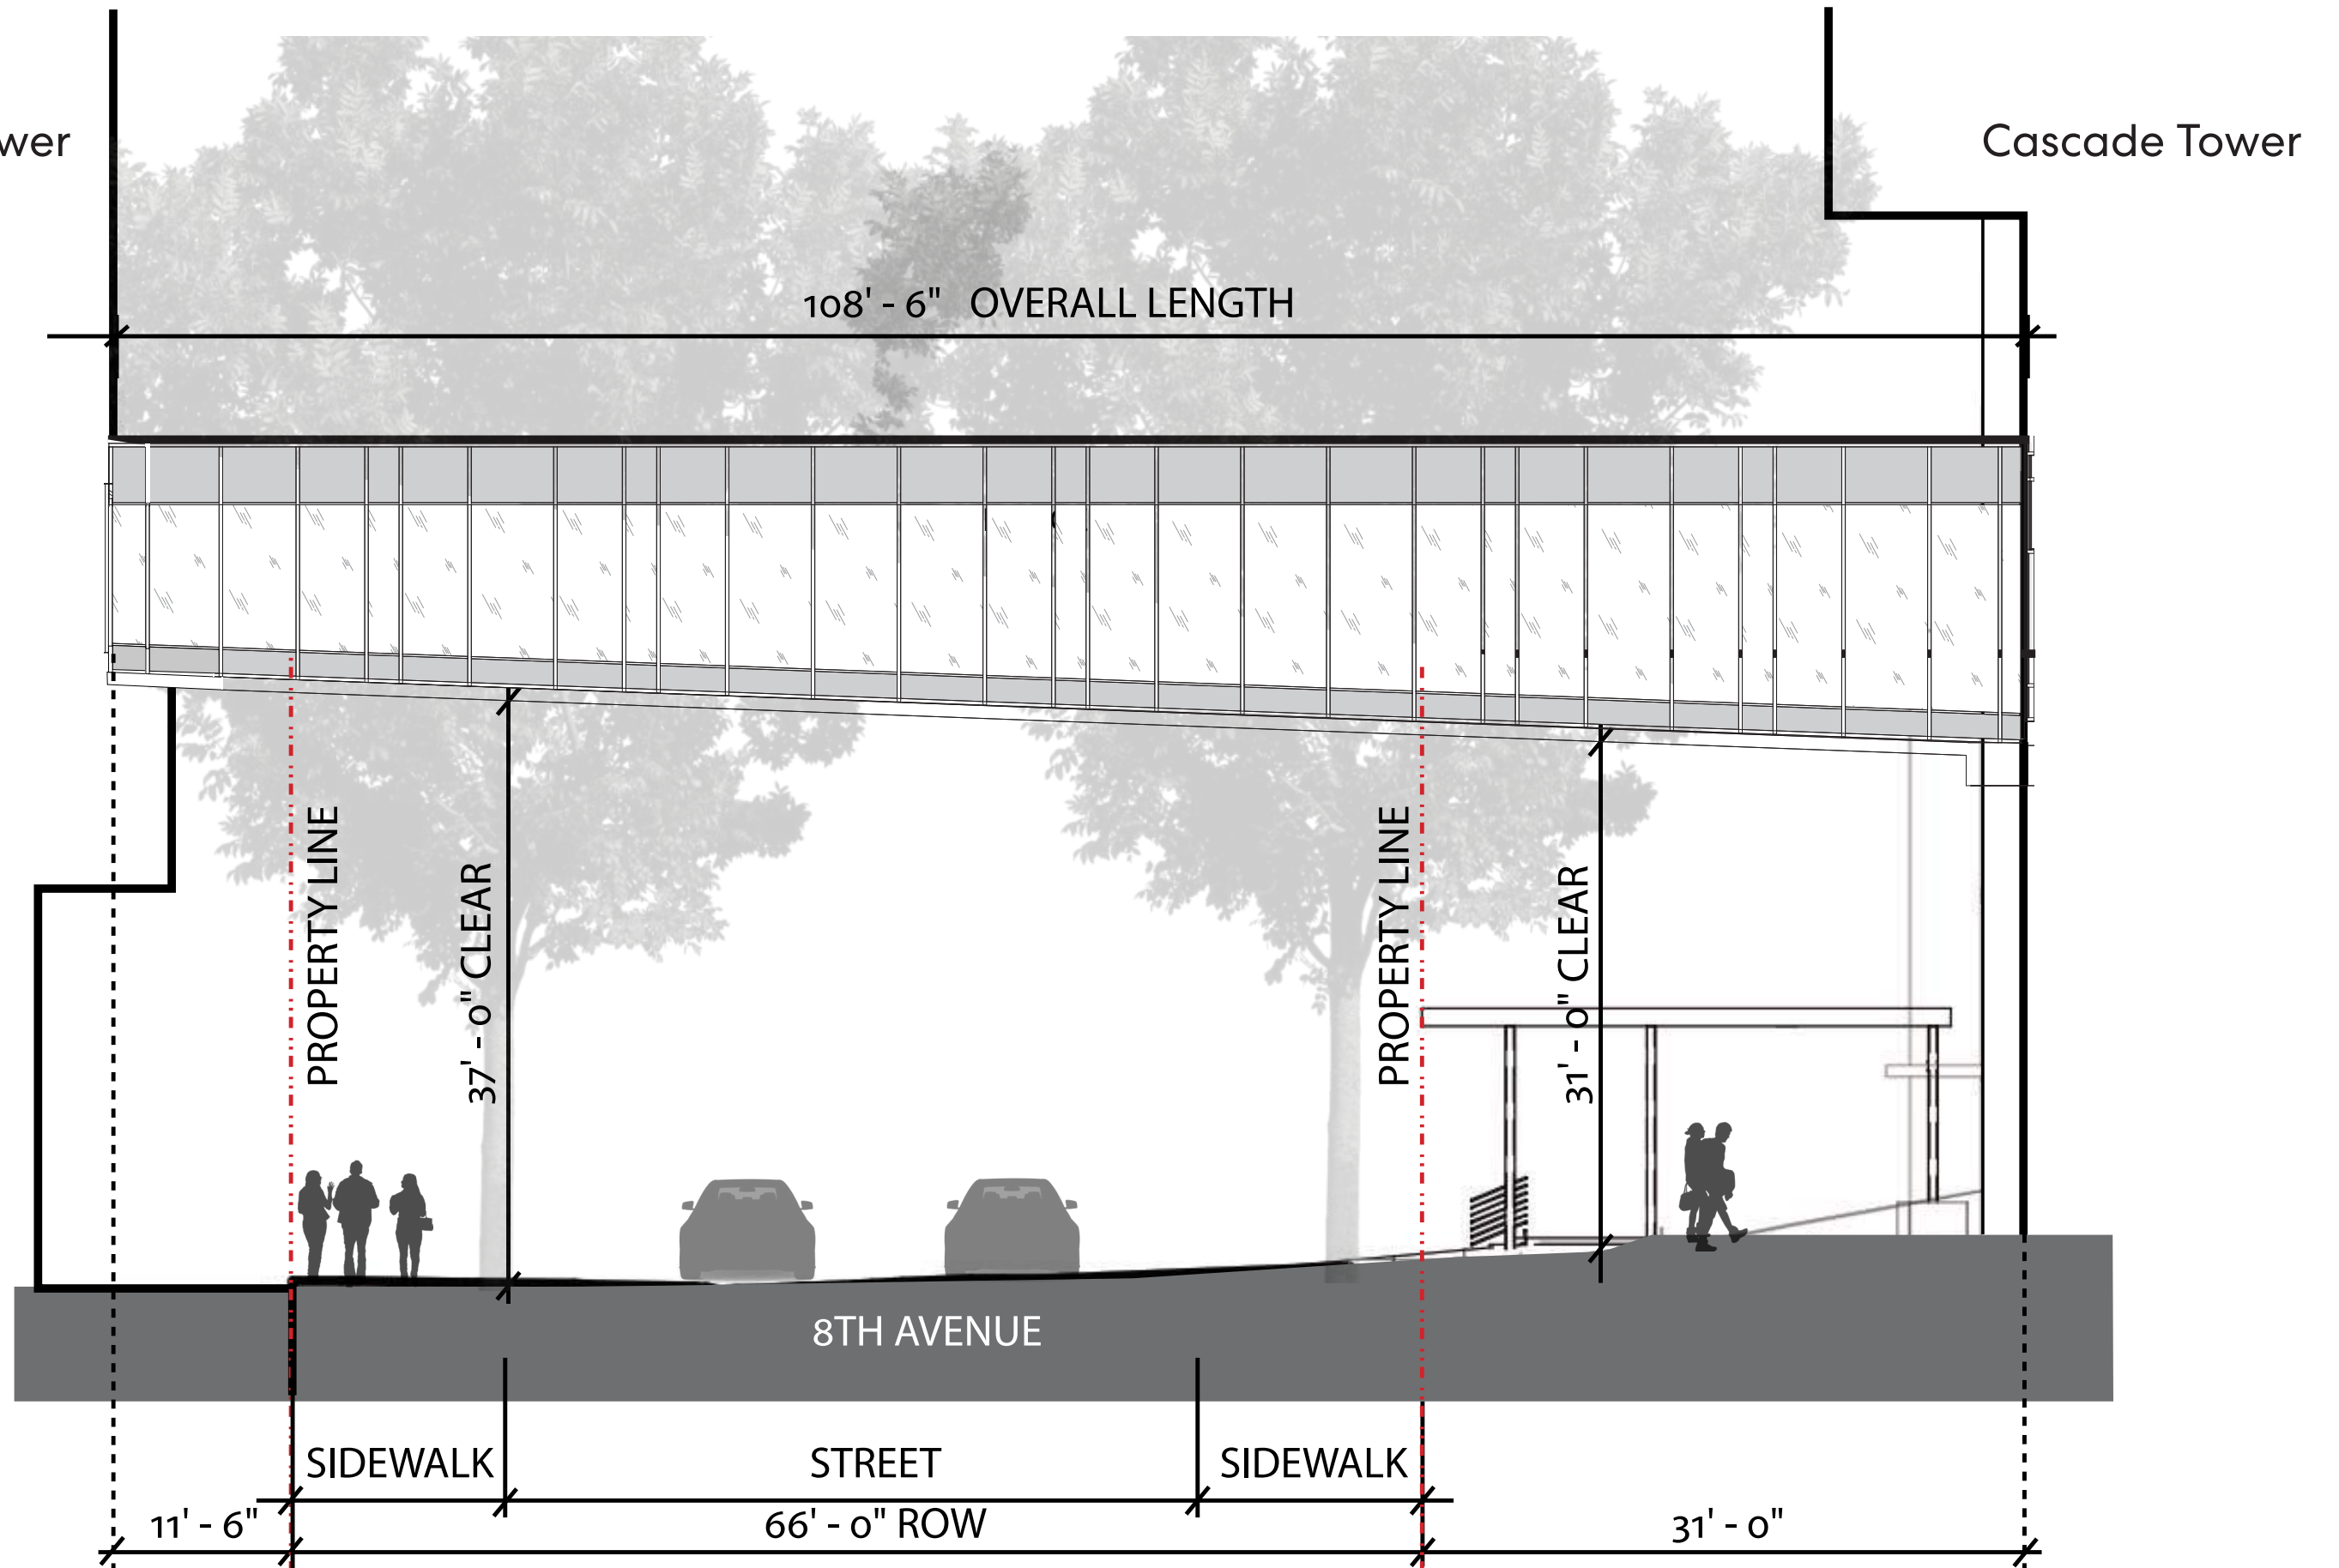 wer
Cascade Tower
108' - 6" OVERALL LENGTH
PROPERTY LINE
37' - 0" CLEAR
PROPERTY LINE
31' - 0" CLEAR
8TH AVENUE
SIDEWALK
STREET
SIDEWALK
11' - 6"
66' - 0" ROW
31' - 0"